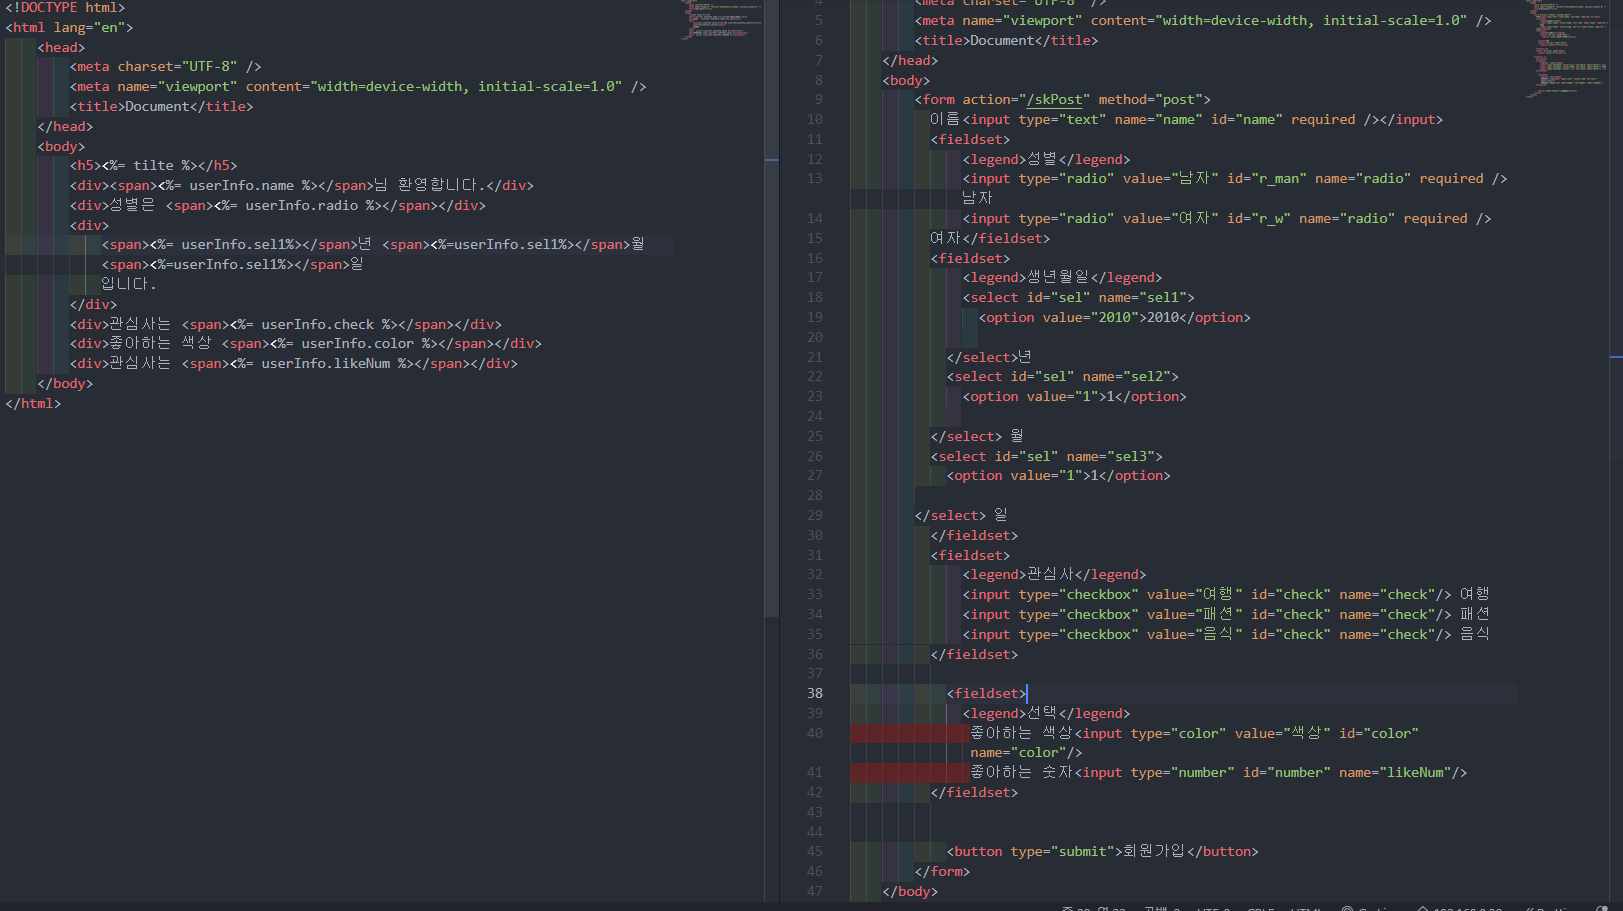 <!DOCTYPE html>
<html lang="en">
<head>
<meta charset="UTF-8" />
<meta name="viewport" content="width=device-width, initial-scale=1.0" />
<title>Document</title>
</head>
<body>
<h5><%= tilte %></h5>
<div><span><%= userInfo.name %></span>님 환영합니다.</div>
<div>성별은 <span><%= userInfo.radio %></span></div>
<div>
<span><%= userInfo.sel1%></span>년 <span><%=userInfo.sel1%></span>월
<span><%=userInfo.sel1%></span>일
입니다.
</div>
<div>관심사는 <span><%= userInfo.check %></span></div>
<div>좋아하는 색상 <span><%= userInfo.color %></span></div>
<div>관심사는 <span><%= userInfo.likeNum %></span></div>
</body>
</html>
4 <meta charset="UTF-8" />
5 <meta name="viewport" content="width=device-width, initial-scale=1.0" />
6 <title>Document</title>
7 </head>
8 <body>
9 <form action="/skPost" method="post">
10 이름<input type="text" name="name" id="name" required /></input>
11 <fieldset>
12 <legend>성별</legend>
13 <input type="radio" value="남자" id="r_man" name="radio" required />
남자
14 <input type="radio" value="여자" id="r_w" name="radio" required />
15 여자</fieldset>
16 <fieldset>
17 <legend>생년월일</legend>
18 <select id="sel" name="sel1">
19 <option value="2010">2010</option>
20
21 </select>년
22 <select id="sel" name="sel2">
23 <option value="1">1</option>
24
25 </select> 월
26 <select id="sel" name="sel3">
27 <option value="1">1</option>
28
29 </select> 일
30 </fieldset>
31 <fieldset>
32 <legend>관심사</legend>
33 <input type="checkbox" value="여행" id="check" name="check"/> 여행
34 <input type="checkbox" value="패션" id="check" name="check"/> 패션
35 <input type="checkbox" value="음식" id="check" name="check"/> 음식
36 </fieldset>
37
38 <fieldset>
39 <legend>선택</legend>
40 좋아하는 색상<input type="color" value="색상" id="color"
name="color"/>
41 좋아하는 숫자<input type="number" id="number" name="likeNum"/>
42 </fieldset>
43
44
45 <button type="submit">회원가입</button>
46 </form>
47 </body>